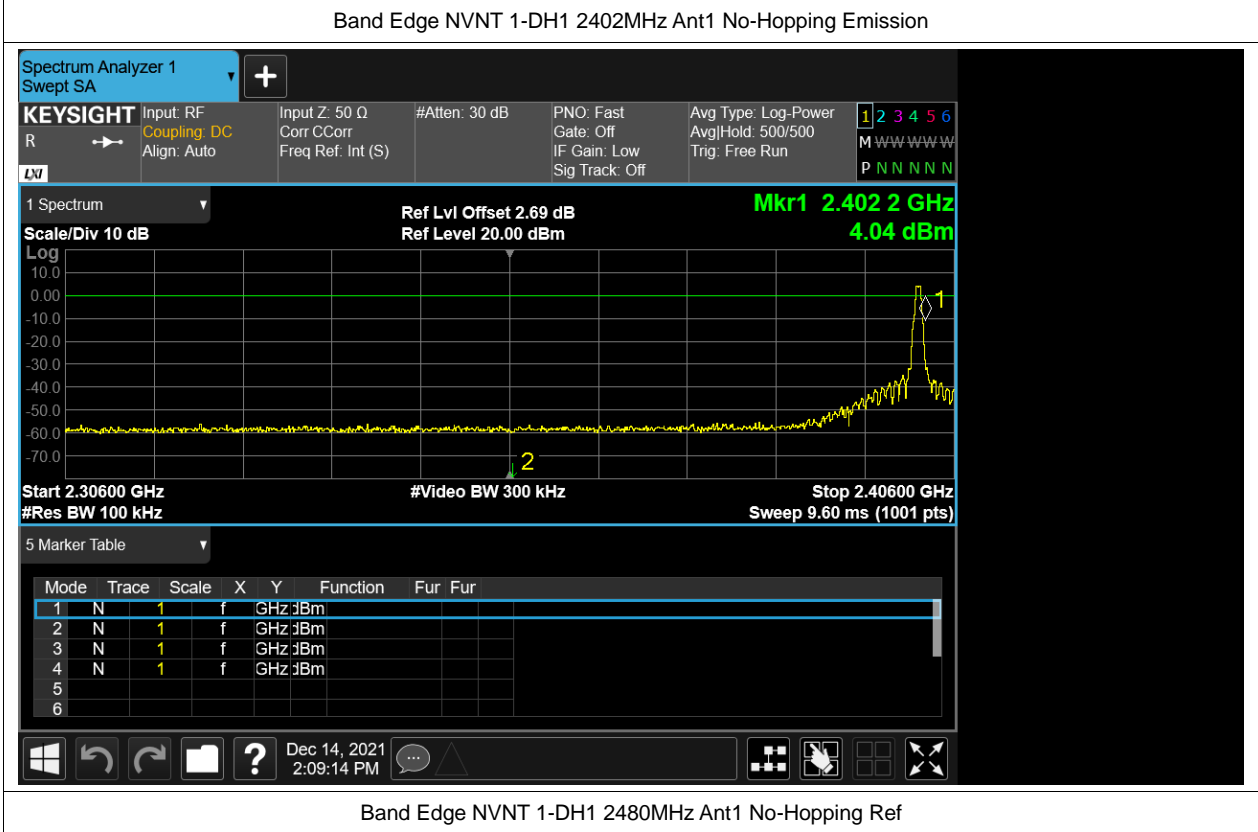 Band Edge NVNT 1-DH1 2402MHz Ant1 No-Hopping Emission
Spectrum Analyzer 1
Swept SA
KEYSIGHT
R
LXI
Input: RF
Coupling: DC
Align: Auto
Input Z: 50 Ω
Corr CCorr
Freq Ref: Int (S)
#Atten: 30 dB
PNO: Fast
Gate: Off
IF Gain: Low
Sig Track: Off
Avg Type: Log-Power
Avg|Hold: 500/500
Trig: Free Run
1 2 3 4 5 6
M W W W W W
P N N N N N
1 Spectrum
Scale/Div 10 dB
Ref Lvl Offset 2.69 dB
Ref Level 20.00 dBm
Mkr1 2.402 2 GHz
4.04 dBm
Log
10.0
0.00
-10.0
-20.0
-30.0
-40.0
-50.0
-60.0
-70.0
1
2
Start 2.30600 GHz
#Video BW 300 kHz
Stop 2.40600 GHz
#Res BW 100 kHz
Sweep 9.60 ms (1001 pts)
5 Marker Table
Mode Trace Scale X Y Function Fur Fur
1 N 1 f GHz dBm
2 N 1 f GHz dBm
3 N 1 f GHz dBm
4 N 1 f GHz dBm
5
6
?
Dec 14, 2021
2:09:14 PM
Band Edge NVNT 1-DH1 2480MHz Ant1 No-Hopping Ref